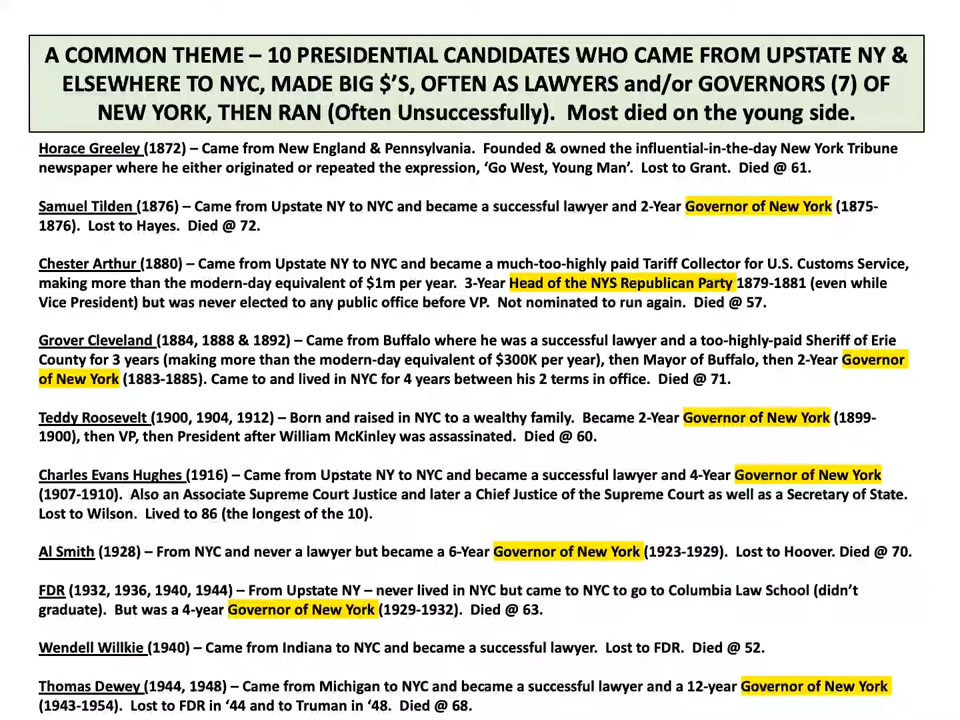 A COMMON THEME – 10 PRESIDENTIAL CANDIDATES WHO CAME FROM UPSTATE NY &
ELSEWHERE TO NYC, MADE BIG $'S, OFTEN AS LAWYERS and/or GOVERNORS (7) OF
NEW YORK, THEN RAN (Often Unsuccessfully). Most died on the young side.
Horace Greeley (1872) – Came from New England & Pennsylvania. Founded & owned the influential-in-the-day New York Tribune
newspaper where he either originated or repeated the expression, 'Go West, Young Man'. Lost to Grant. Died @ 61.
Samuel Tilden (1876) – Came from Upstate NY to NYC and became a successful lawyer and 2-Year Governor of New York (1875-
1876). Lost to Hayes. Died @ 72.
Chester Arthur (1880) – Came from Upstate NY to NYC and became a much-too-highly paid Tariff Collector for U.S. Customs Service,
making more than the modern-day equivalent of $1m per year. 3-Year Head of the NYS Republican Party 1879-1881 (even while
Vice President) but was never elected to any public office before VP. Not nominated to run again. Died @ 57.
Grover Cleveland (1884, 1888 & 1892) – Came from Buffalo where he was a successful lawyer and a too-highly-paid Sheriff of Erie
County for 3 years (making more than the modern-day equivalent of $300K per year), then Mayor of Buffalo, then 2-Year Governor
of New York (1883-1885). Came to and lived in NYC for 4 years between his 2 terms in office. Died @ 71.
Teddy Roosevelt (1900, 1904, 1912) – Born and raised in NYC to a wealthy family. Became 2-Year Governor of New York (1899-
1900), then VP, then President after William McKinley was assassinated. Died @ 60.
Charles Evans Hughes (1916) – Came from Upstate NY to NYC and became a successful lawyer and 4-Year Governor of New York
(1907-1910). Also an Associate Supreme Court Justice and later a Chief Justice of the Supreme Court as well as a Secretary of State.
Lost to Wilson. Lived to 86 (the longest of the 10).
Al Smith (1928) – From NYC and never a lawyer but became a 6-Year Governor of New York (1923-1929). Lost to Hoover. Died @ 70.
FDR (1932, 1936, 1940, 1944) – From Upstate NY – never lived in NYC but came to NYC to go to Columbia Law School (didn't
graduate). But was a 4-year Governor of New York (1929-1932). Died @ 63.
Wendell Willkie (1940) – Came from Indiana to NYC and became a successful lawyer. Lost to FDR. Died @ 52.
Thomas Dewey (1944, 1948) – Came from Michigan to NYC and became a successful lawyer and a 12-year Governor of New York
(1943-1954). Lost to FDR in '44 and to Truman in '48. Died @ 68.